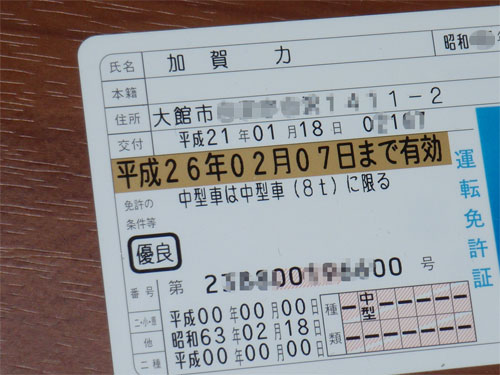 氏名 加賀 力 昭和 年
本籍
住所 大館市 1411-2
交付 平成21年01月18日
平成26年02月07日まで有効
免許の条件等 中型車は中型車(8t)に限る
優良
運転免許証
番号 第 00 号
二・小・原 平成00年00月00日
他 昭和63年02月18日
二種 平成00年00月00日
種類 中型